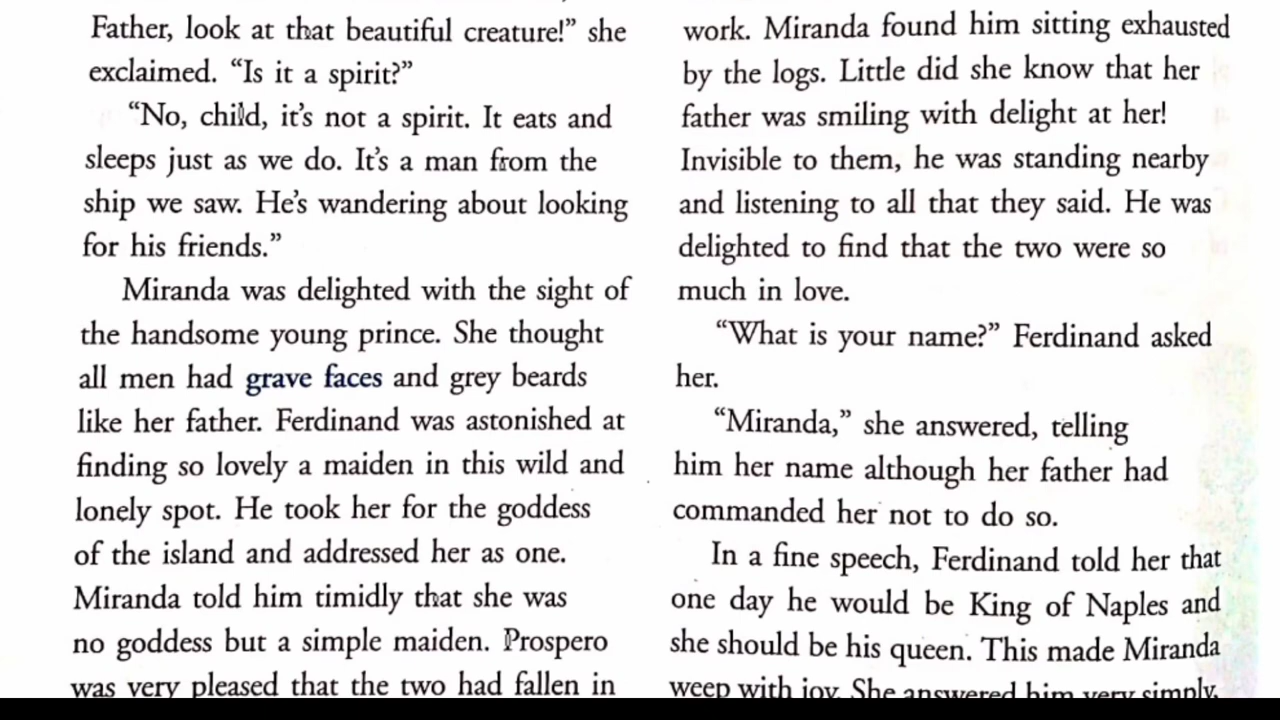 Father, look at that beautiful creature!” she
exclaimed. “Is it a spirit?”
“No, child, it’s not a spirit. It eats and
sleeps just as we do. It’s a man from the
ship we saw. He’s wandering about looking
for his friends.”
Miranda was delighted with the sight of
the handsome young prince. She thought
all men had grave faces and grey beards
like her father. Ferdinand was astonished at
finding so lovely a maiden in this wild and
lonely spot. He took her for the goddess
of the island and addressed her as one.
Miranda told him timidly that she was
no goddess but a simple maiden. Prospero
was very pleased that the two had fallen in
work. Miranda found him sitting exhausted
by the logs. Little did she know that her
father was smiling with delight at her!
Invisible to them, he was standing nearby
and listening to all that they said. He was
delighted to find that the two were so
much in love.
“What is your name?” Ferdinand asked
her.
“Miranda,” she answered, telling
him her name although her father had
commanded her not to do so.
In a fine speech, Ferdinand told her that
one day he would be King of Naples and
she should be his queen. This made Miranda
weep with joy. She answered him very simply,